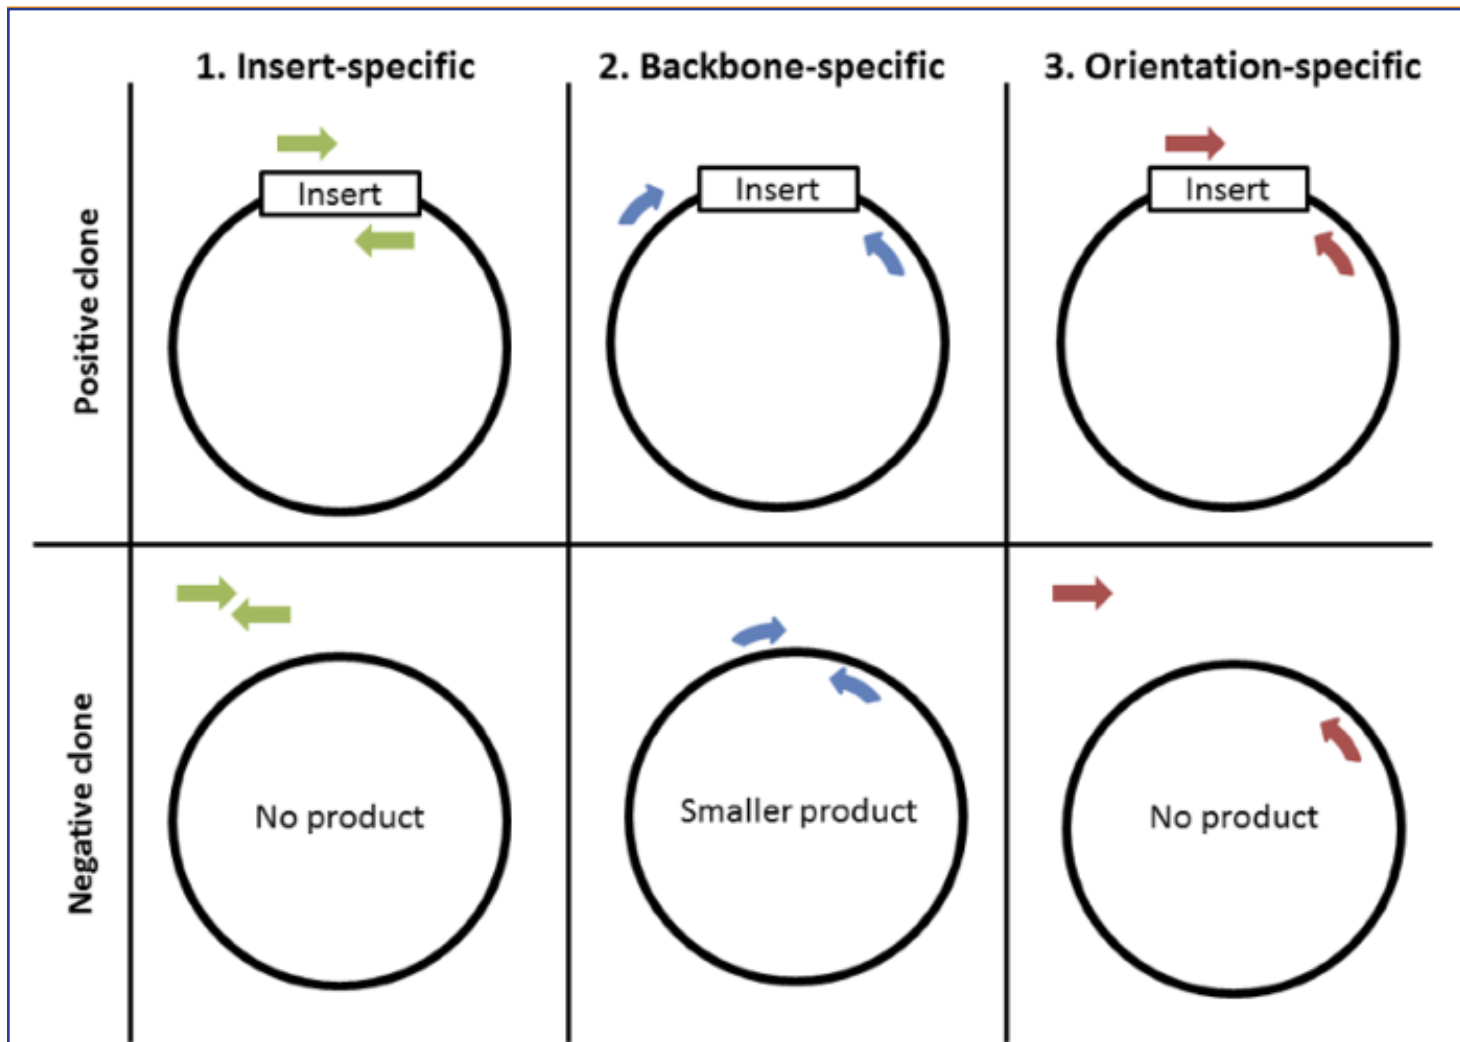 1. Insert-specific
2. Backbone-specific
3. Orientation-specific
Positive clone
Insert
Insert
Insert
Negative clone
No product
Smaller product
No product